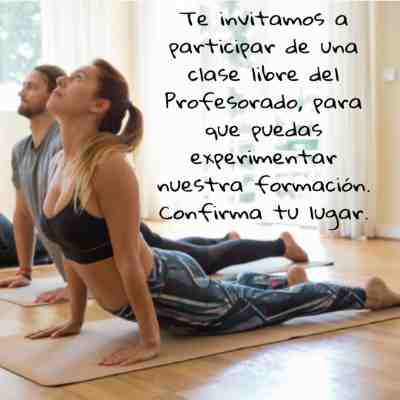 Te invitamos a
participar de una
clase libre del
Profesorado, para
que puedas
experimentar
nuestra formación.
Confirma tu lugar.